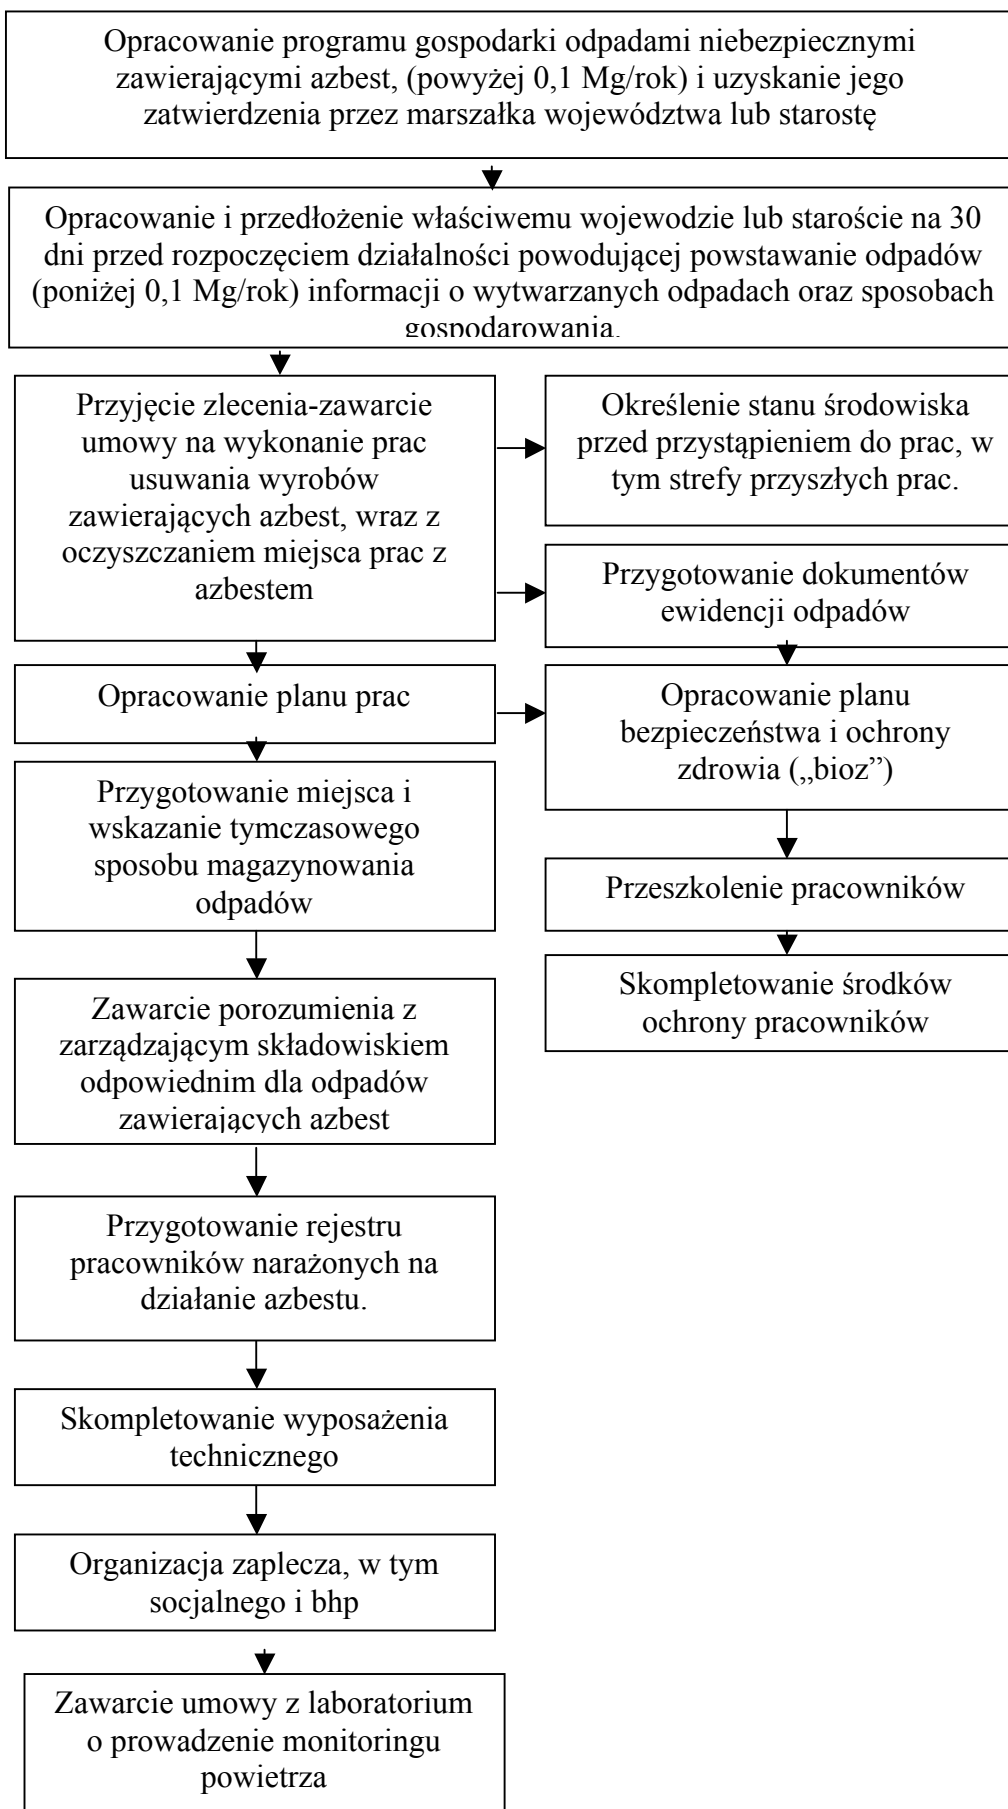 Opracowanie programu gospodarki odpadami niebezpiecznymi
zawierającymi azbest, (powyżej 0,1 Mg/rok) i uzyskanie jego
zatwierdzenia przez marszałka województwa lub starostę
Opracowanie i przedłożenie właściwemu wojewodzie lub staroście na 30
dni przed rozpoczęciem działalności powodującej powstawanie odpadów
(poniżej 0,1 Mg/rok) informacji o wytwarzanych odpadach oraz sposobach
gospodarowania.
Przyjęcie zlecenia-zawarcie
umowy na wykonanie prac
usuwania wyrobów
zawierających azbest, wraz z
oczyszczaniem miejsca prac z
azbestem
Określenie stanu środowiska
przed przystąpieniem do prac, w
tym strefy przyszłych prac.
Przygotowanie dokumentów
ewidencji odpadów
Opracowanie planu prac
Opracowanie planu
bezpieczeństwa i ochrony
zdrowia („bioz”)
Przygotowanie miejsca i
wskazanie tymczasowego
sposobu magazynowania
odpadów
Przeszkolenie pracowników
Skompletowanie środków
ochrony pracowników
Zawarcie porozumienia z
zarządzającym składowiskiem
odpowiednim dla odpadów
zawierających azbest
Przygotowanie rejestru
pracowników narażonych na
działanie azbestu.
Skompletowanie wyposażenia
technicznego
Organizacja zaplecza, w tym
socjalnego i bhp
Zawarcie umowy z laboratorium
o prowadzenie monitoringu
powietrza